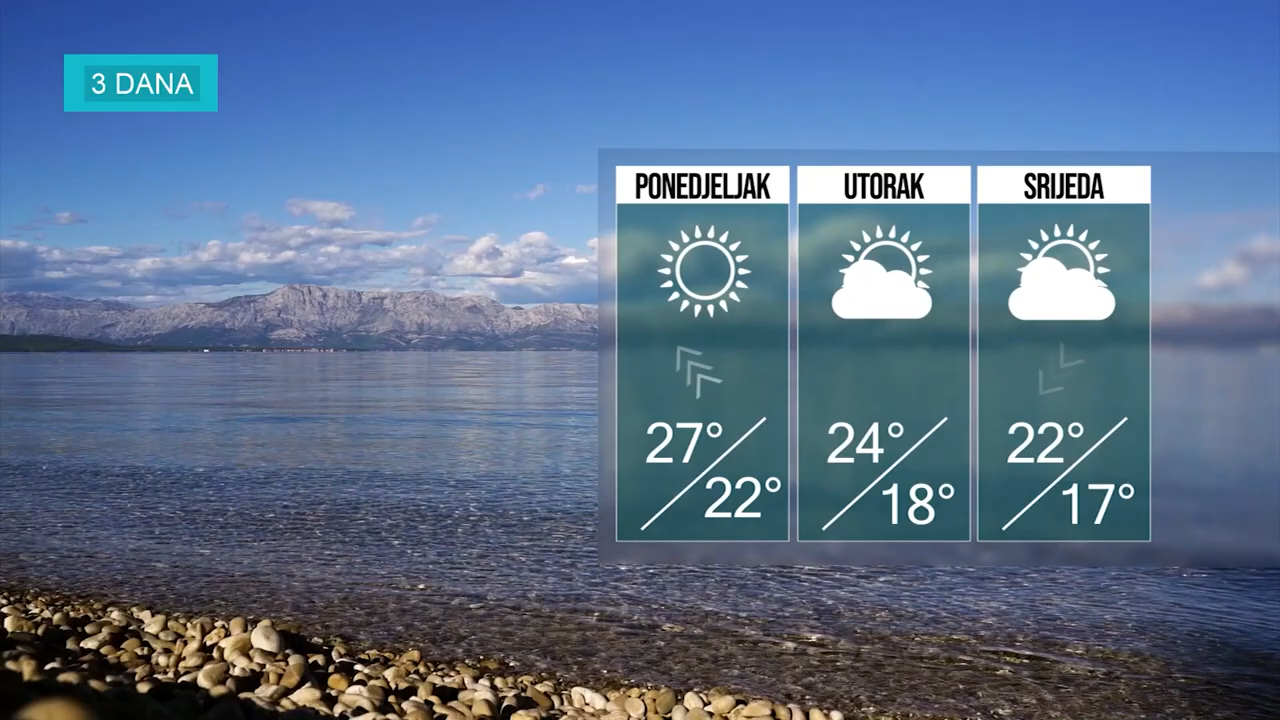 3 DANA
PONEDJELJAK
27°
22°
UTORAK
24°
18°
SRIJEDA
22°
17°